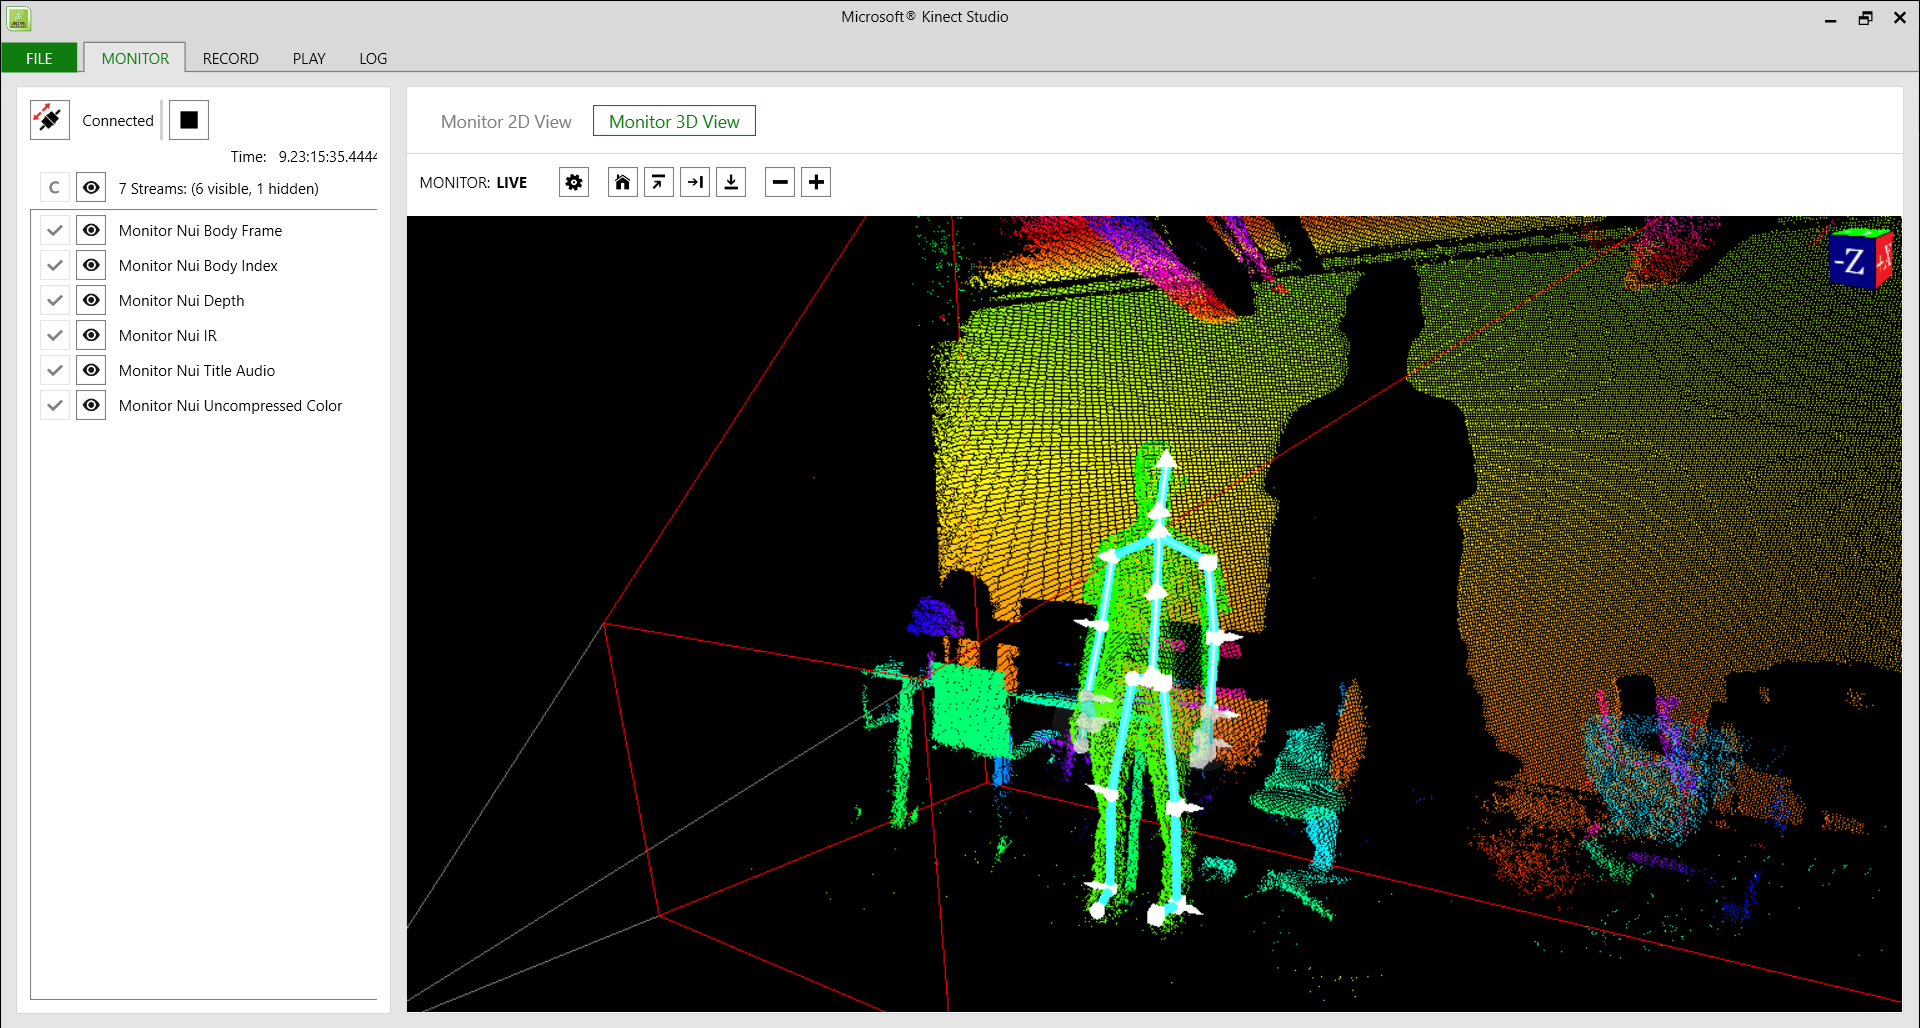 Microsoft® Kinect Studio
FILE
MONITOR
RECORD
PLAY
LOG
Connected
Time: 9.23:15:35.4444
C
7 Streams: (6 visible, 1 hidden)
Monitor Nui Body Frame
Monitor Nui Body Index
Monitor Nui Depth
Monitor Nui IR
Monitor Nui Title Audio
Monitor Nui Uncompressed Color
Monitor 2D View
Monitor 3D View
MONITOR: LIVE
-Z
+X